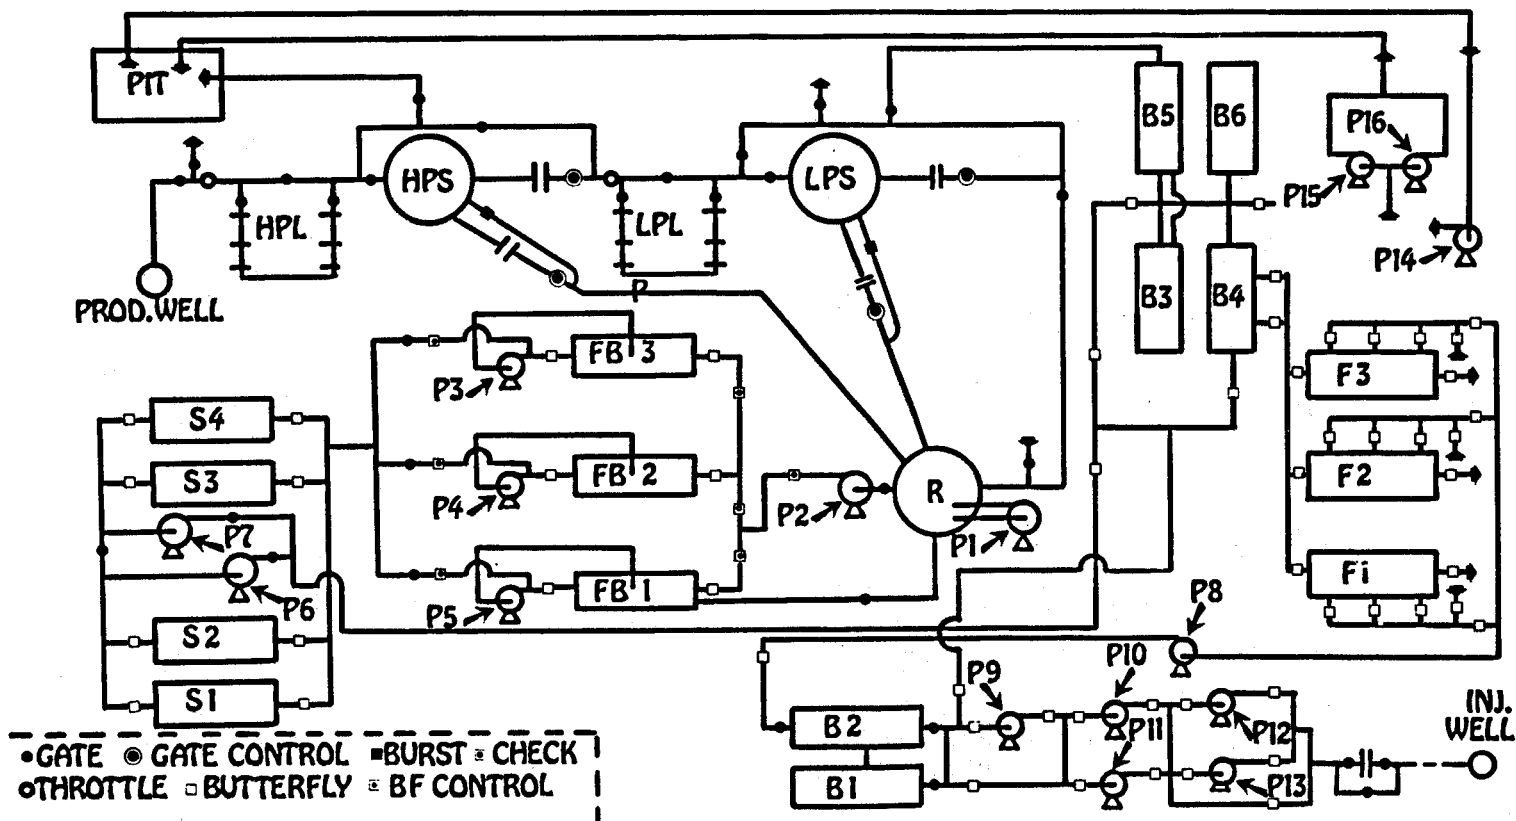 PIT
B5
B6
P16
HPS
LPS
P15
HPL
LPL
P14
PROD.WELL
P
B3
B4
FB 3
P3
F3
S4
FB 2
F2
S3
P4
P2
R
P7
P1
FB 1
F1
P6
P5
P8
S2
P10
P9
S1
INJ.
WELL
B2
P11
P12
B1
P13
GATE GATE CONTROL BURST CHECK
THROTTLE BUTTERFLY BF CONTROL